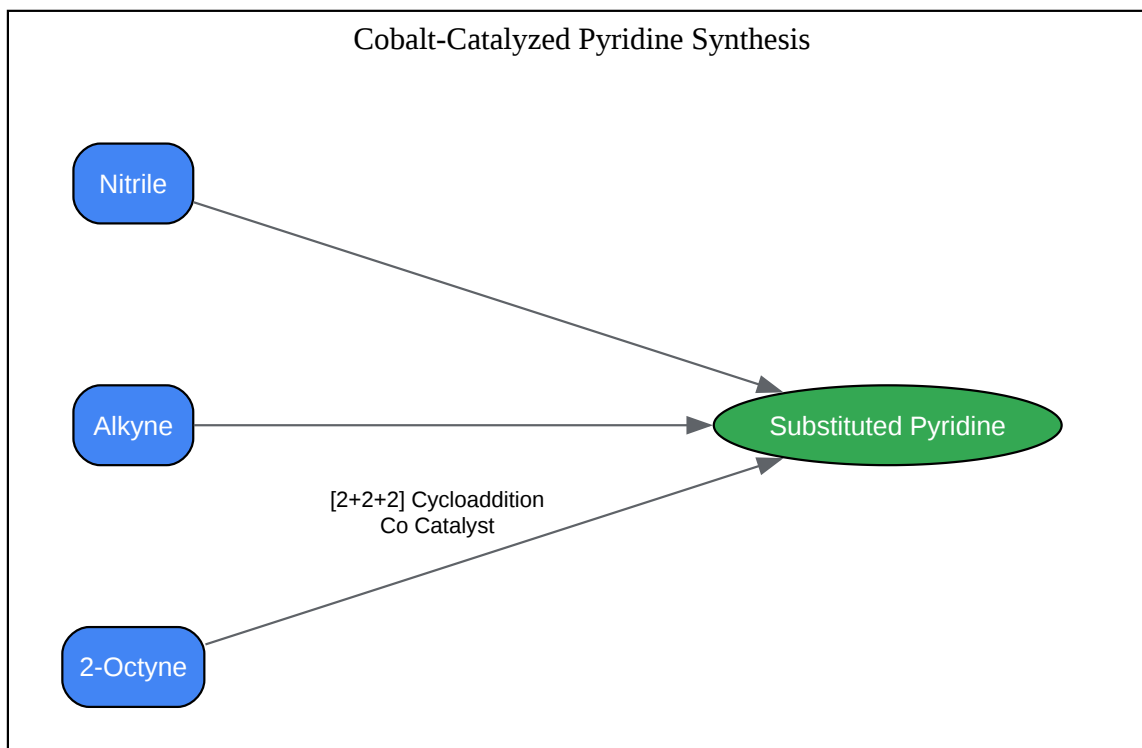 Cobalt-Catalyzed Pyridine Synthesis
Nitrile
Alkyne
Substituted Pyridine
[2+2+2] Cycloaddition
Co Catalyst
2-Octyne